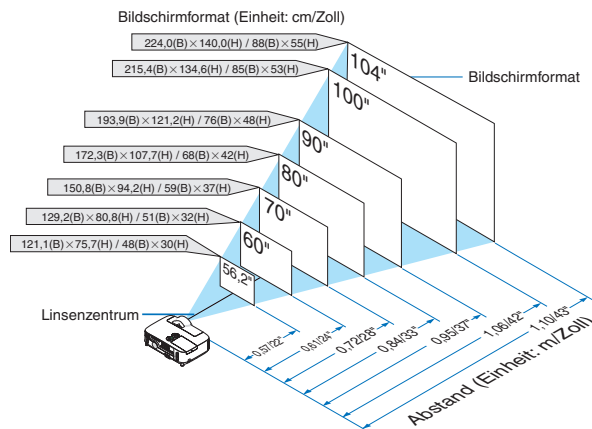 Bildschirmformat (Einheit: cm/Zoll)
224,0(B)×140,0(H) / 88(B)×55(H)
104"
Bildschirmformat
215,4(B)×134,6(H) / 85(B)×53(H)
100"
193,9(B)×121,2(H) / 76(B)×48(H)
90"
172,3(B)×107,7(H) / 68(B)×42(H)
80"
150,8(B)×94,2(H) / 59(B)×37(H)
70"
129,2(B)×80,8(H) / 51(B)×32(H)
60"
121,1(B)×75,7(H) / 48(B)×30(H)
56,2"
Linsenzentrum
0,57/22"
0,61/24"
0,72/28"
0,84/33"
0,95/37"
1,06/42"
1,10/43"
Abstand (Einheit: m/Zoll)